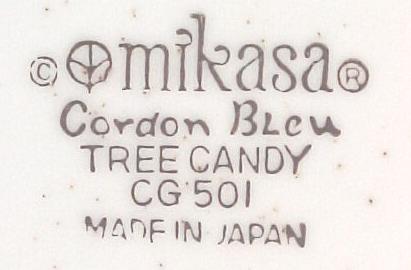 © mikasa®
Cordon Bleu
TREE CANDY
CG 501
MADE IN JAPAN